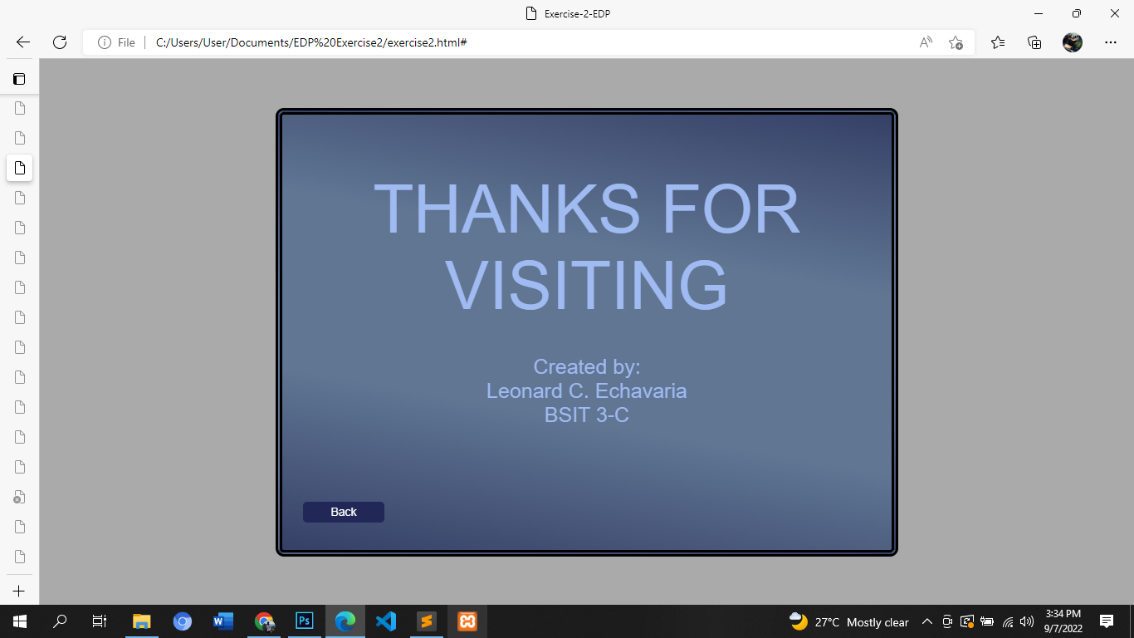 Exercise-2-EDP
File
C:/Users/User/Documents/EDP%20Exercise2/exercise2.html#
THANKS FOR
VISITING
Created by:
Leonard C. Echavaria
BSIT 3-C
Back
27°C Mostly clear
3:34 PM
9/7/2022